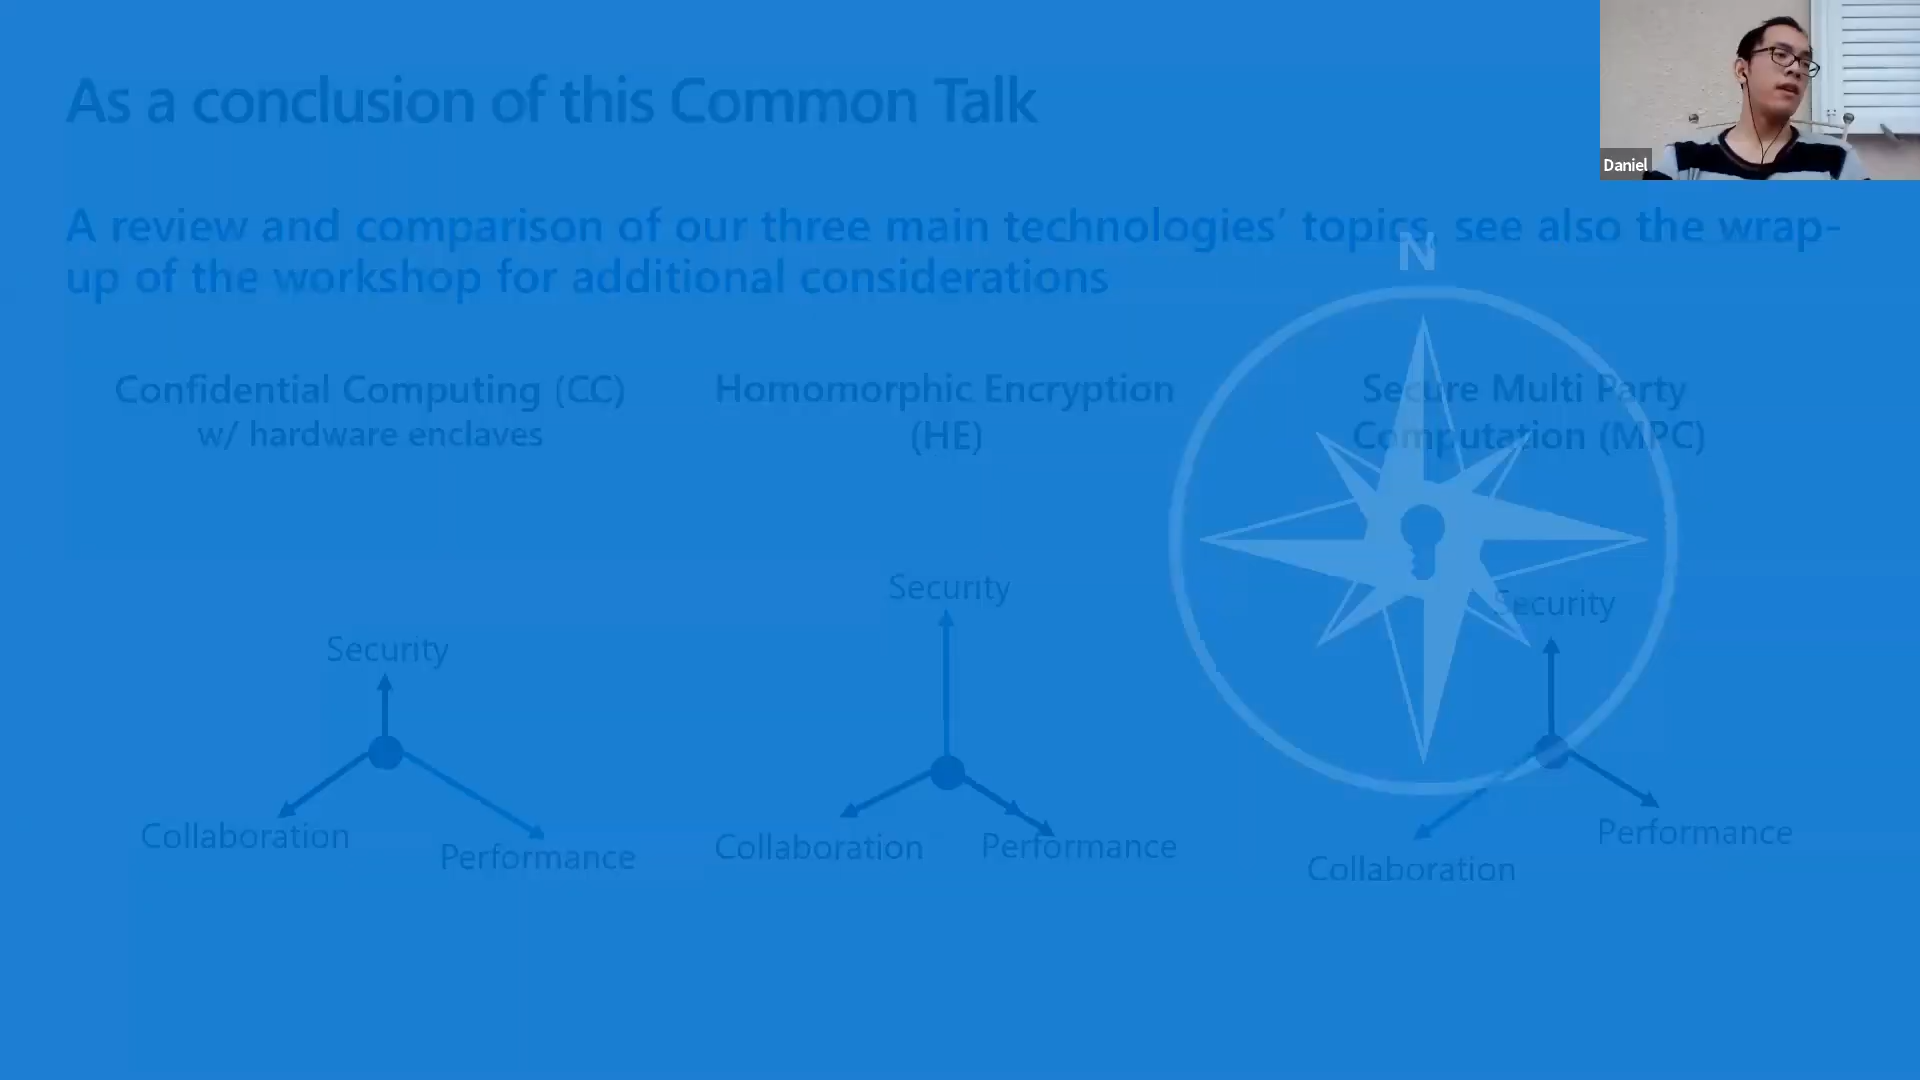 As a conclusion of this Common Talk
Daniel
A review and comparison of our three main technologies’ topics, see also the wrap-
up of the workshop for additional considerations
N
Confidential Computing (CC)
w/ hardware enclaves
Homomorphic Encryption
(HE)
Secure Multi Party
Computation (MPC)
Security
Collaboration
Performance
Security
Collaboration
Performance
Security
Collaboration
Performance